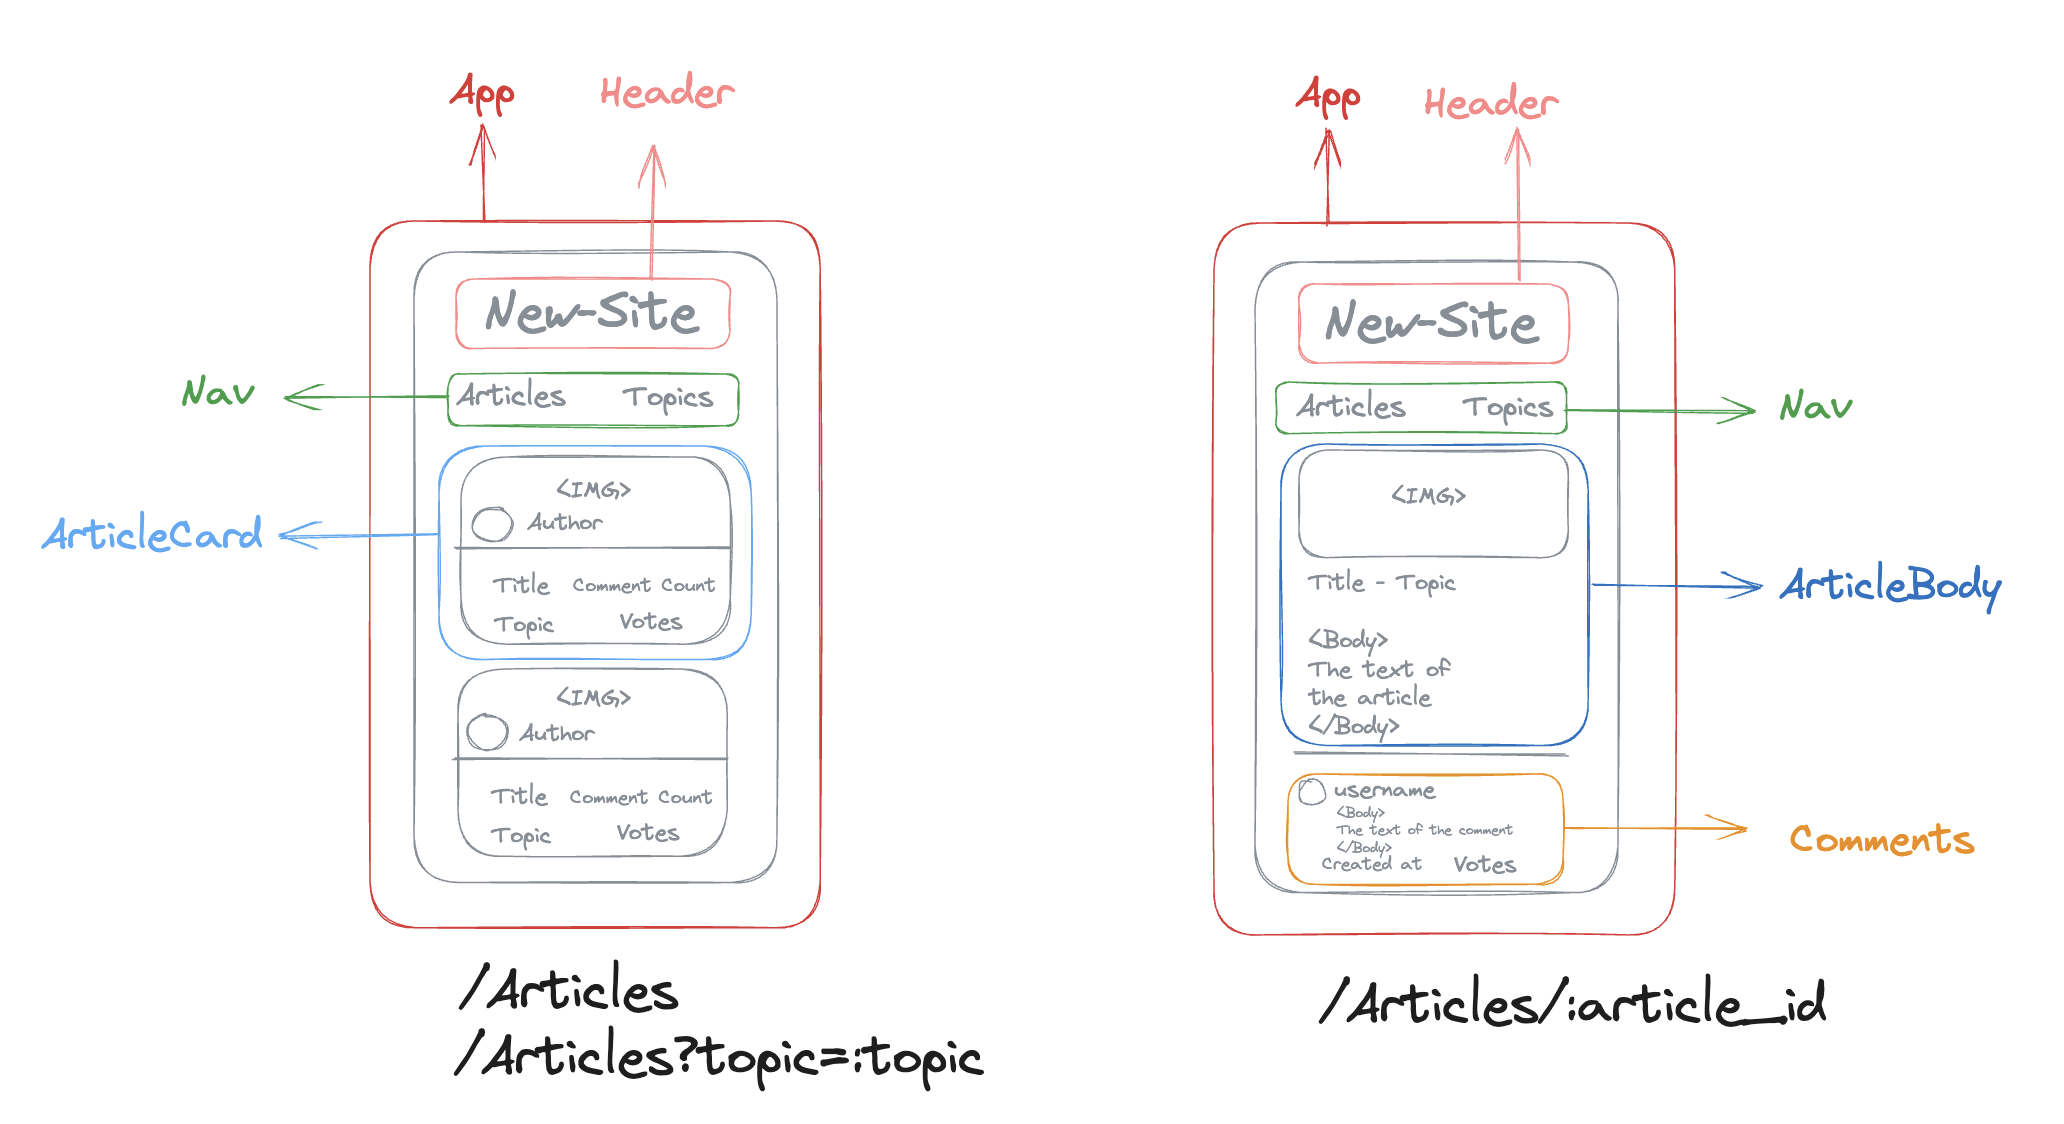 App
Header
New-Site
Nav
Articles
Topics
ArticleCard
<IMG>
Author
Title
Comment Count
Topic
Votes
<IMG>
Author
Title
Comment Count
Topic
Votes
/Articles
/Articles?topic=:topic
App
Header
New-Site
Articles
Topics
Nav
<IMG>
Title - Topic
ArticleBody
<Body>
The text of
the article
</Body>
username
<Body>
The text of the comment
</Body>
Created at
Votes
Comments
/Articles/:article_id